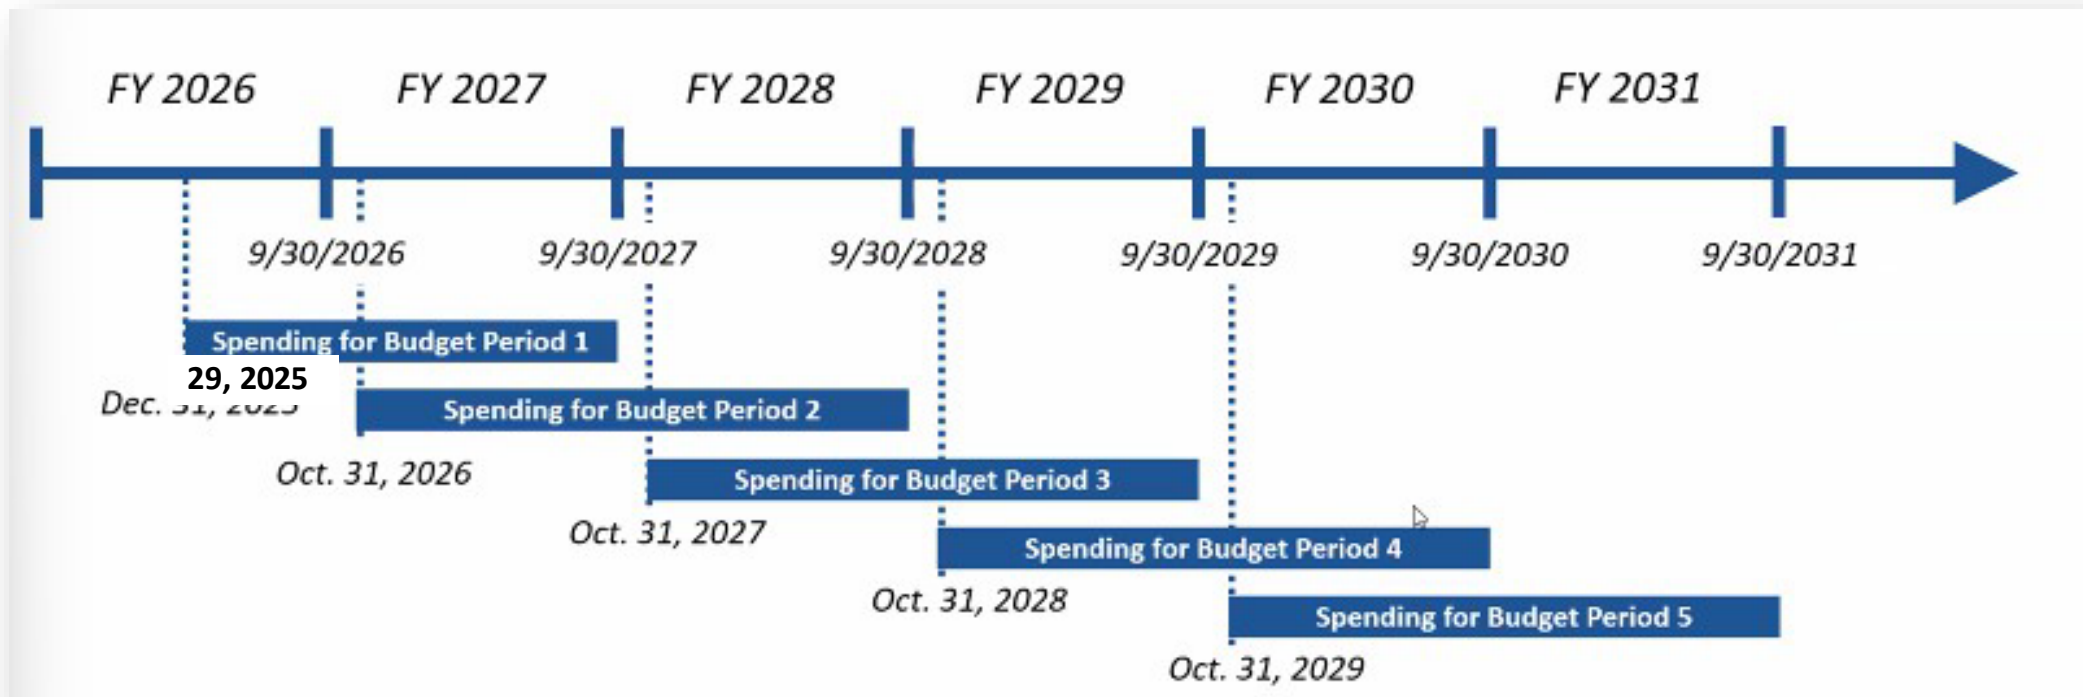 FY 2026 FY 2027 FY 2028 FY 2029 FY 2030 FY 2031
9/30/2026 9/30/2027 9/30/2028 9/30/2029 9/30/2030 9/30/2031
Spending for Budget Period 1
29, 2025
Dec.
Spending for Budget Period 2
Oct. 31, 2026
Spending for Budget Period 3
Oct. 31, 2027
Spending for Budget Period 4
Oct. 31, 2028
Spending for Budget Period 5
Oct. 31, 2029